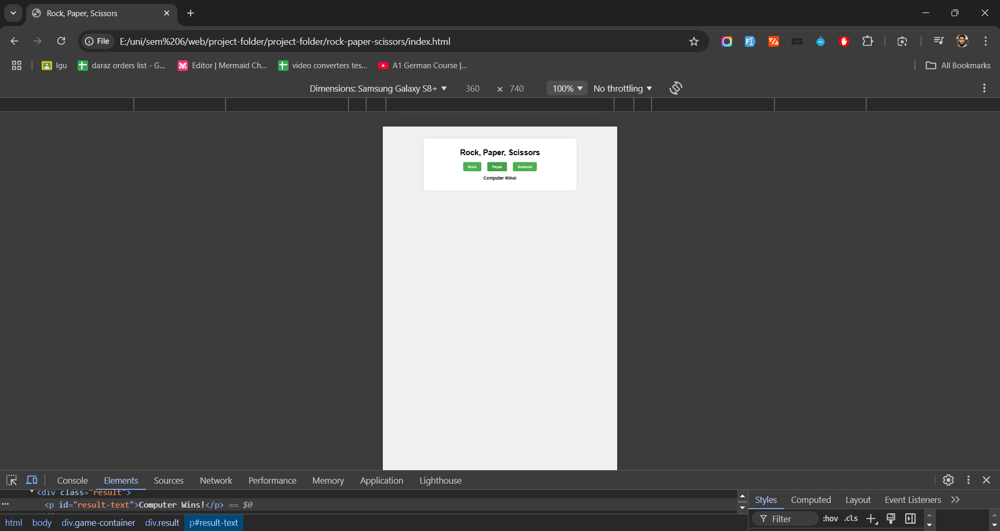 Rock, Paper, Scissors
File E:/uni/sem%206/web/project-folder/project-folder/rock-paper-scissors/index.html
Igu daraz orders list - G... Editor | Mermaid Ch... video converters tes... A1 German Course |... All Bookmarks
Dimensions: Samsung Galaxy S8+ 360 × 740 100% No throttling
Rock, Paper, Scissors
Rock Paper Scissors
Computer Wins!
Console Elements Sources Network Performance Memory Application Lighthouse
<div class="result">
<p id="result-text">Computer Wins!</p> == $0
html body div.game-container div.result p#result-text
Styles Computed Layout Event Listeners
Filter :hov .cls